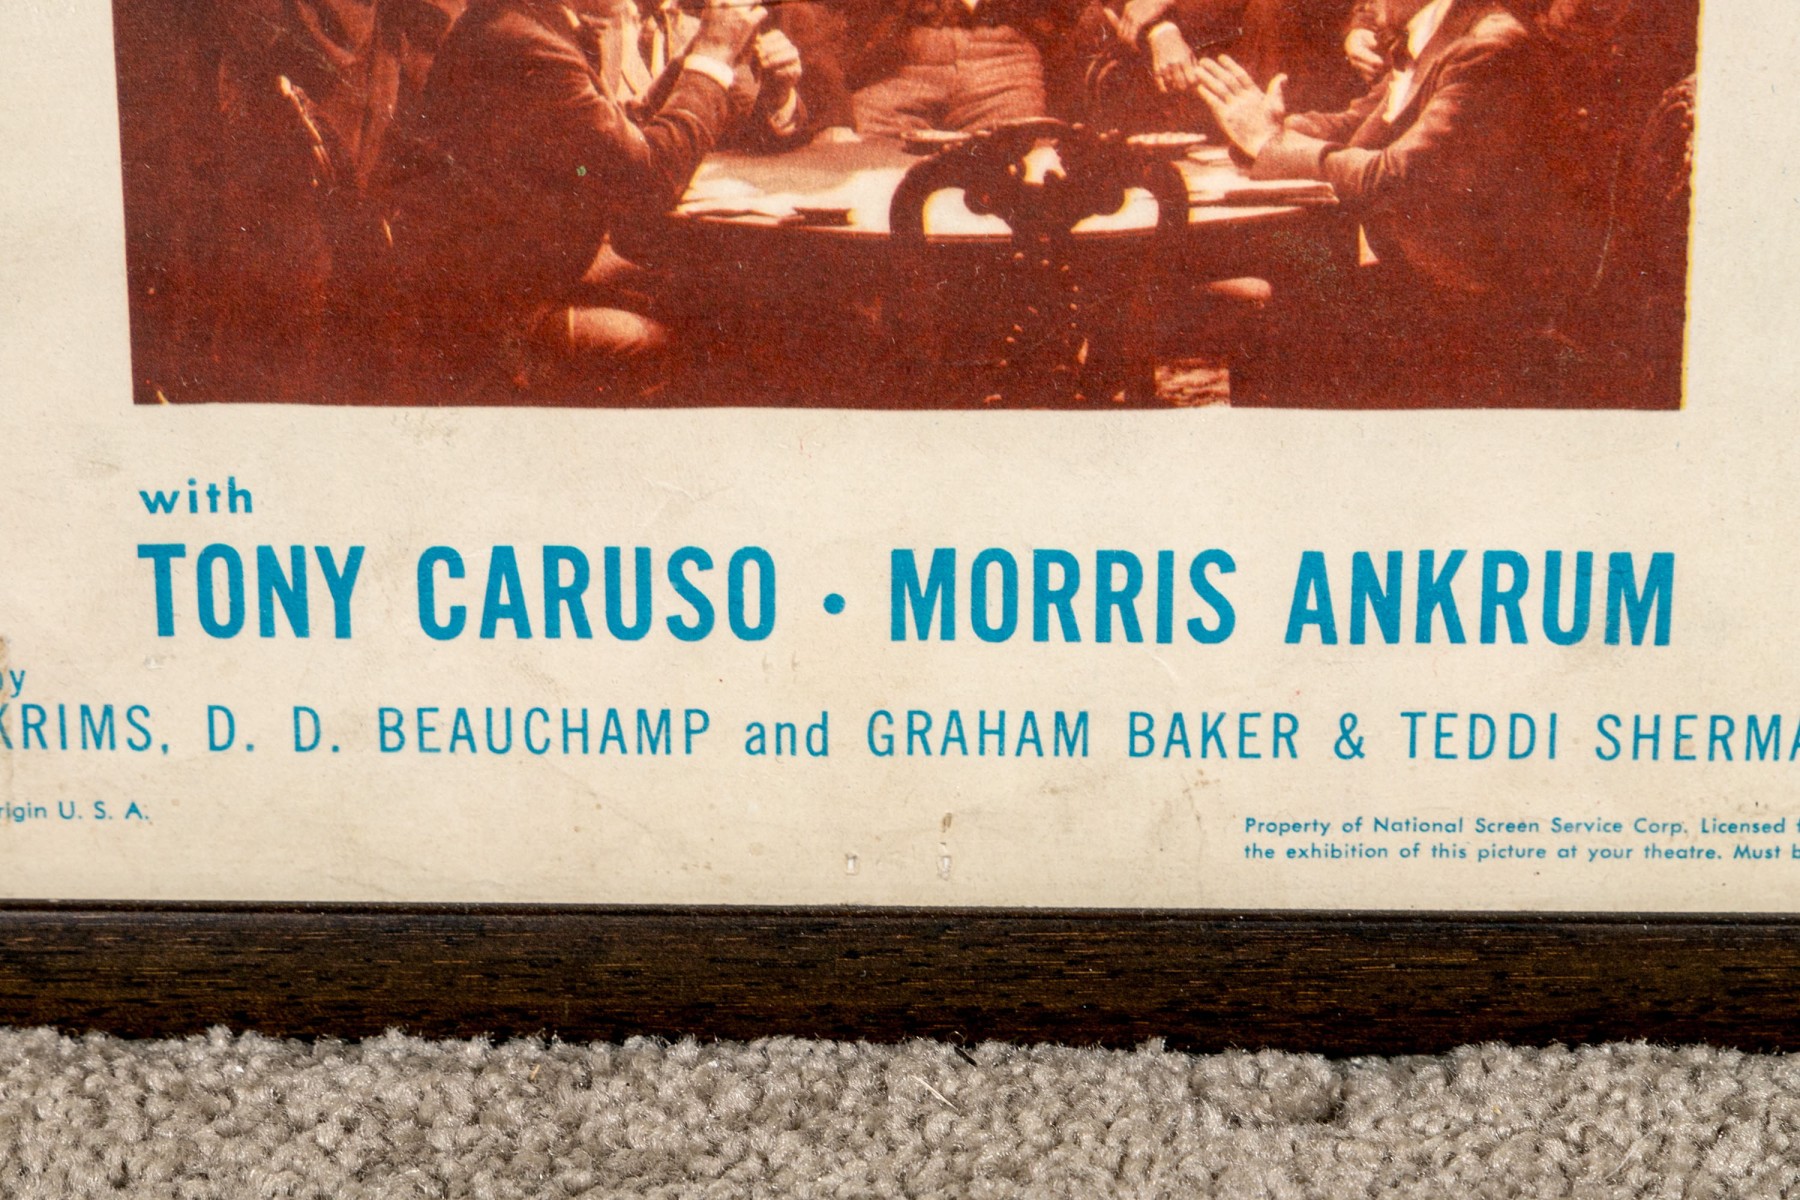 with
TONY CARUSO • MORRIS ANKRUM
by
KRIMS, D. D. BEAUCHAMP and GRAHAM BAKER & TEDDI SHERMA
rigin U. S. A.
Property of National Screen Service Corp. Licensed
the exhibition of this picture at your theatre. Must b